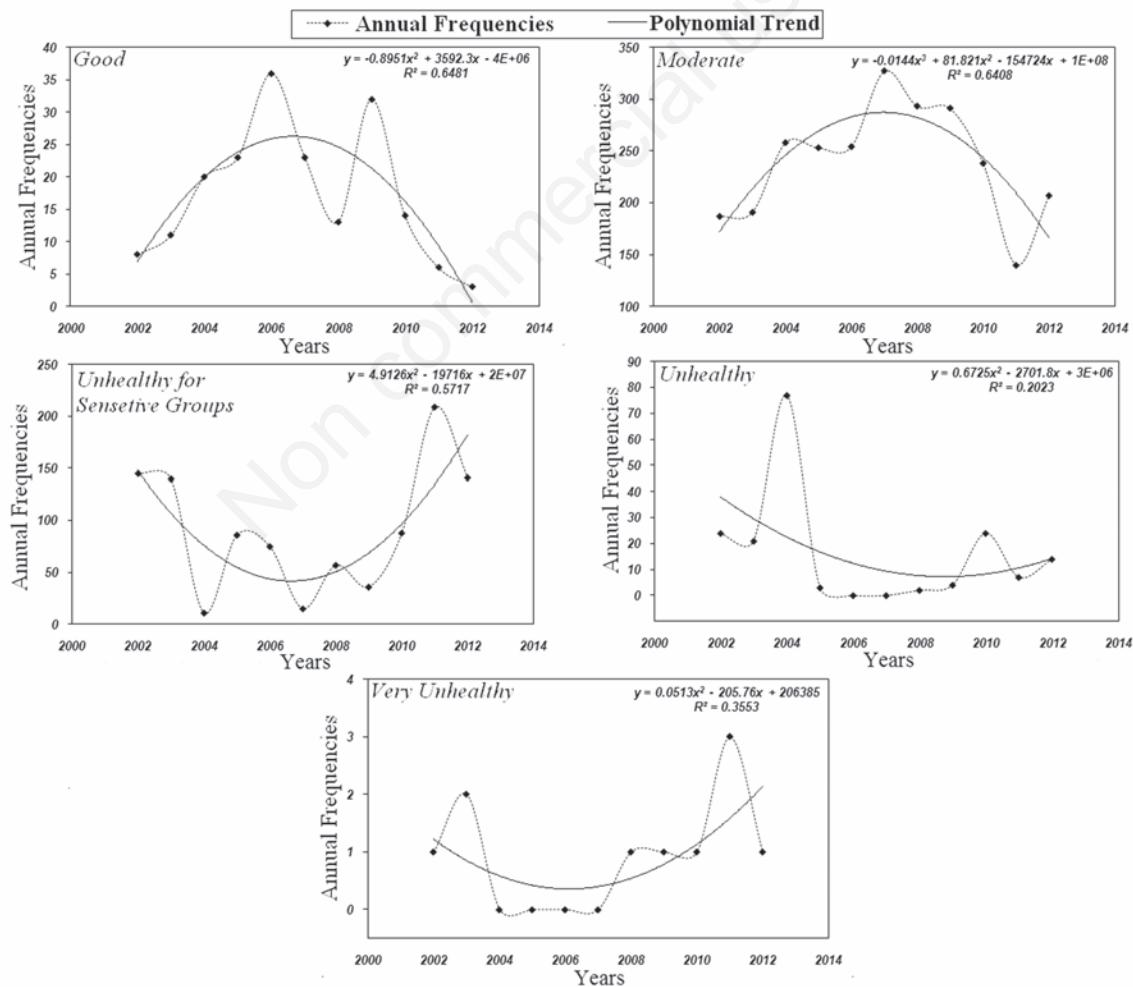 Annual Frequencies Polynomial Trend
Good
y = -0.8951x² + 3592.3x - 4E+06
R² = 0.6481
Annual Frequencies
40
35
30
25
20
15
10
5
0
2000 2002 2004 2006 2008 2010 2012 2014
Years
Moderate
y = -0.0144x³ + 81.821x² - 154724x + 1E+08
R² = 0.6408
Annual Frequencies
350
300
250
200
150
100
2000 2002 2004 2006 2008 2010 2012 2014
Years
Unhealthy for
Sensetive Groups
y = 4.9126x² - 19716x + 2E+07
R² = 0.5717
Annual Frequencies
250
200
150
100
50
0
2000 2002 2004 2006 2008 2010 2012 2014
Years
Unhealthy
y = 0.6725x² - 2701.8x + 3E+06
R² = 0.2023
Annual Frequencies
90
80
70
60
50
40
30
20
10
0
2000 2002 2004 2006 2008 2010 2012 2014
Years
Very Unhealthy
y = 0.0513x² - 205.76x + 206385
R² = 0.3553
Annual Frequencies
4
3
2
1
0
2000 2002 2004 2006 2008 2010 2012 2014
Years
Non commercial